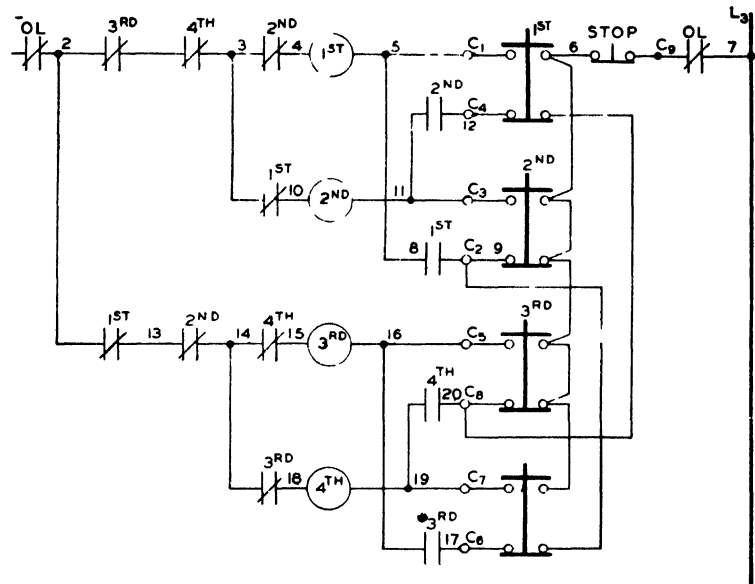 L3
OL 2 3RD 4TH 3 2ND 4 1ST 5 C1 1ST 6 STOP C9 OL 7
2ND C4
12
1ST 10 2ND 11 C3 2ND
1ST
8 C2 9
1ST 13 2ND 14 4TH 15 3RD 16 C5 3RD
4TH
20 C8
3RD 18 4TH 19 C7
3RD
17 C6